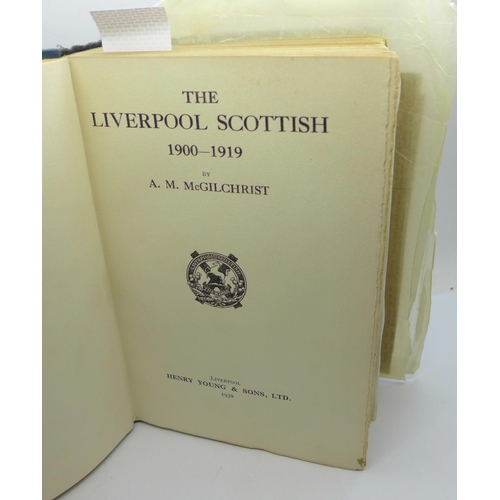 THE
LIVERPOOL SCOTTISH
1900—1919
BY
A. M. McGILCHRIST
LIVERPOOL
HENRY YOUNG & SONS, LTD.
1930